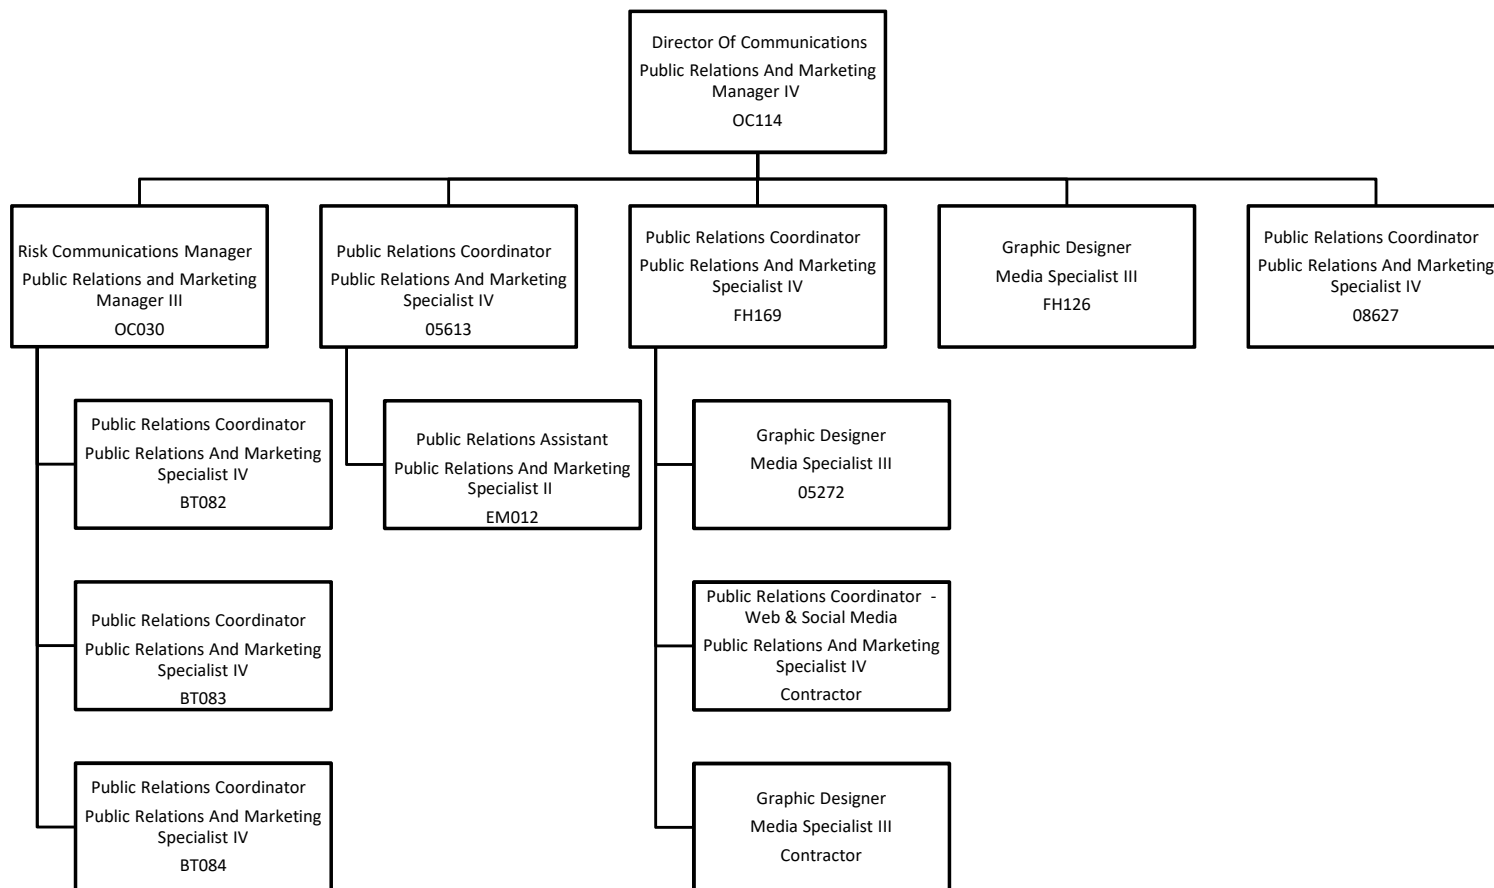 Director Of Communications
Public Relations And Marketing
Manager IV
OC114
Risk Communications Manager
Public Relations and Marketing
Manager III
OC030
Public Relations Coordinator
Public Relations And Marketing
Specialist IV
05613
Public Relations Coordinator
Public Relations And Marketing
Specialist IV
FH169
Graphic Designer
Media Specialist III
FH126
Public Relations Coordinator
Public Relations And Marketing
Specialist IV
08627
Public Relations Coordinator
Public Relations And Marketing
Specialist IV
BT082
Public Relations Assistant
Public Relations And Marketing
Specialist II
EM012
Graphic Designer
Media Specialist III
05272
Public Relations Coordinator
Public Relations And Marketing
Specialist IV
BT083
Public Relations Coordinator -
Web & Social Media
Public Relations And Marketing
Specialist IV
Contractor
Public Relations Coordinator
Public Relations And Marketing
Specialist IV
BT084
Graphic Designer
Media Specialist III
Contractor